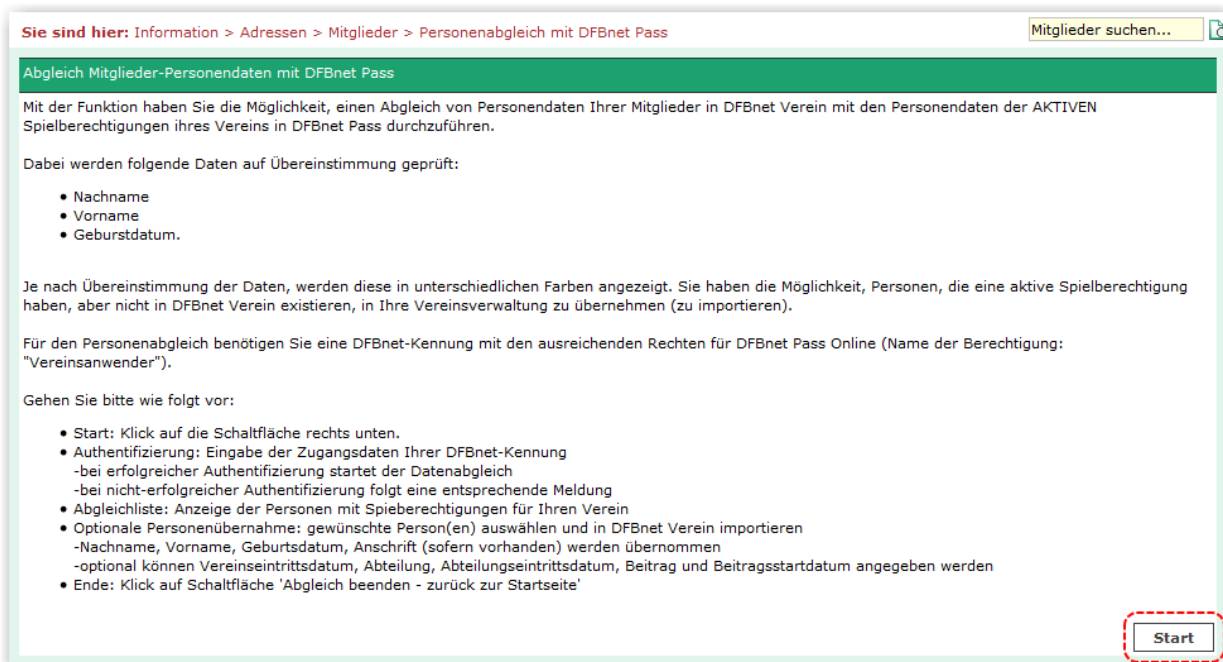 Sie sind hier: Information > Adressen > Mitglieder > Personenabgleich mit DFBnet Pass
Mitglieder suchen...
Abgleich Mitglieder-Personendaten mit DFBnet Pass
Mit der Funktion haben Sie die Möglichkeit, einen Abgleich von Personendaten Ihrer Mitglieder in DFBnet Verein mit den Personendaten der AKTIVEN
Spielberechtigungen ihres Vereins in DFBnet Pass durchzuführen.
Dabei werden folgende Daten auf Übereinstimmung geprüft:
• Nachname
• Vorname
• Geburstdatum.
Je nach Übereinstimmung der Daten, werden diese in unterschiedlichen Farben angezeigt. Sie haben die Möglichkeit, Personen, die eine aktive Spielberechtigung
haben, aber nicht in DFBnet Verein existieren, in Ihre Vereinsverwaltung zu übernehmen (zu importieren).
Für den Personenabgleich benötigen Sie eine DFBnet-Kennung mit den ausreichenden Rechten für DFBnet Pass Online (Name der Berechtigung:
"Vereinsanwender").
Gehen Sie bitte wie folgt vor:
• Start: Klick auf die Schaltfläche rechts unten.
• Authentifizierung: Eingabe der Zugangsdaten Ihrer DFBnet-Kennung
-bei erfolgreicher Authentifizierung startet der Datenabgleich
-bei nicht-erfolgreicher Authentifizierung folgt eine entsprechende Meldung
• Abgleichliste: Anzeige der Personen mit Spieberechtigungen für Ihren Verein
• Optionale Personenübernahme: gewünschte Person(en) auswählen und in DFBnet Verein importieren
-Nachname, Vorname, Geburtsdatum, Anschrift (sofern vorhanden) werden übernommen
-optional können Vereinseintrittsdatum, Abteilung, Abteilungseintrittsdatum, Beitrag und Beitragsstartdatum angegeben werden
• Ende: Klick auf Schaltfläche 'Abgleich beenden - zurück zur Startseite'
Start